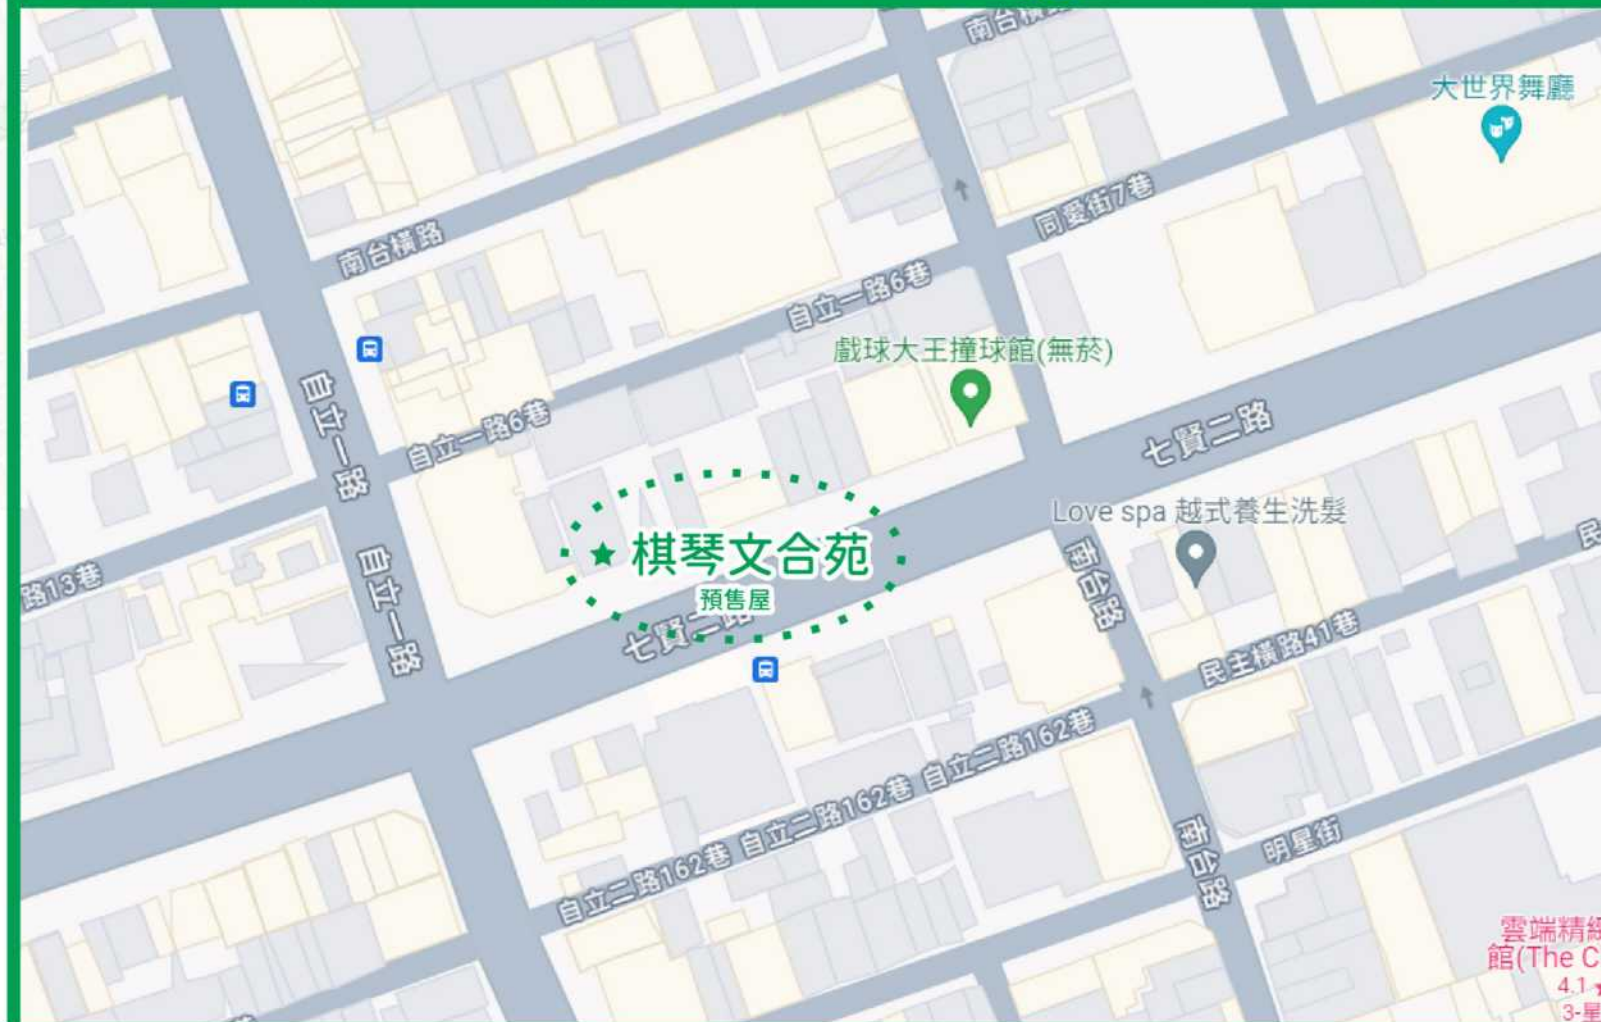 南台橫路
大世界舞廳
同愛街7巷
南台橫路
自立一路6巷
戲球大王撞球館(無菸)
自立一路
自立一路6巷
七賢二路
Love spa 越式養生洗髮
棋琴文合苑
預售屋
路13巷
自立一路
七賢二路
南台路
民
民主橫路41巷
自立二路162巷
自立二路162巷
自立二路162巷
南台路
明星街
雲端精緻
館(The C
4.1
3-星